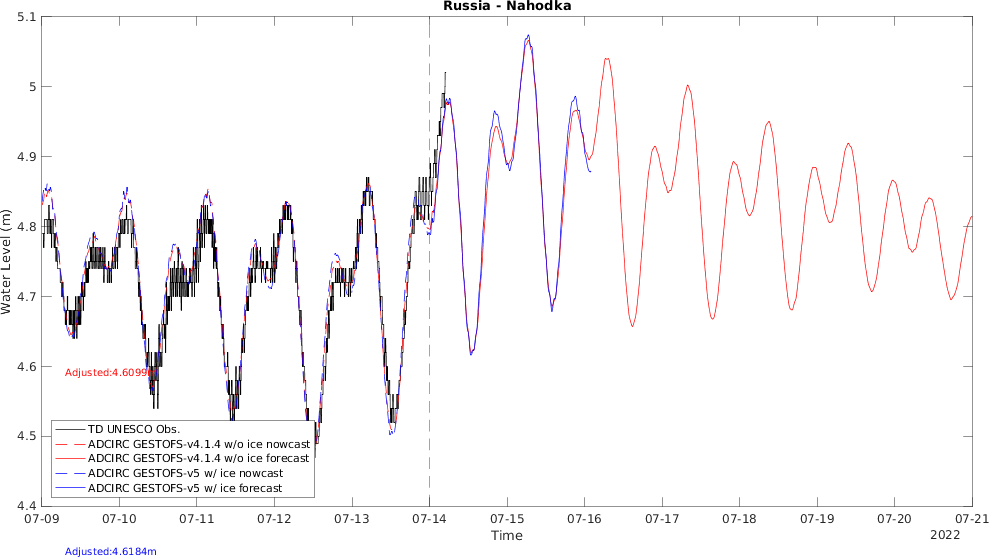 Russia - Nahodka
5.1
5
4.9
4.8
4.7
4.6
4.5
4.4
Water Level (m)
Adjusted:4.6099m
TD UNESCO Obs.
ADCIRC GESTOFS-v4.1.4 w/o ice nowcast
ADCIRC GESTOFS-v4.1.4 w/o ice forecast
ADCIRC GESTOFS-v5 w/ ice nowcast
ADCIRC GESTOFS-v5 w/ ice forecast
07-09 07-10 07-11 07-12 07-13 07-14 07-15 07-16 07-17 07-18 07-19 07-20 07-21
Time
2022
Adjusted:4.6184m